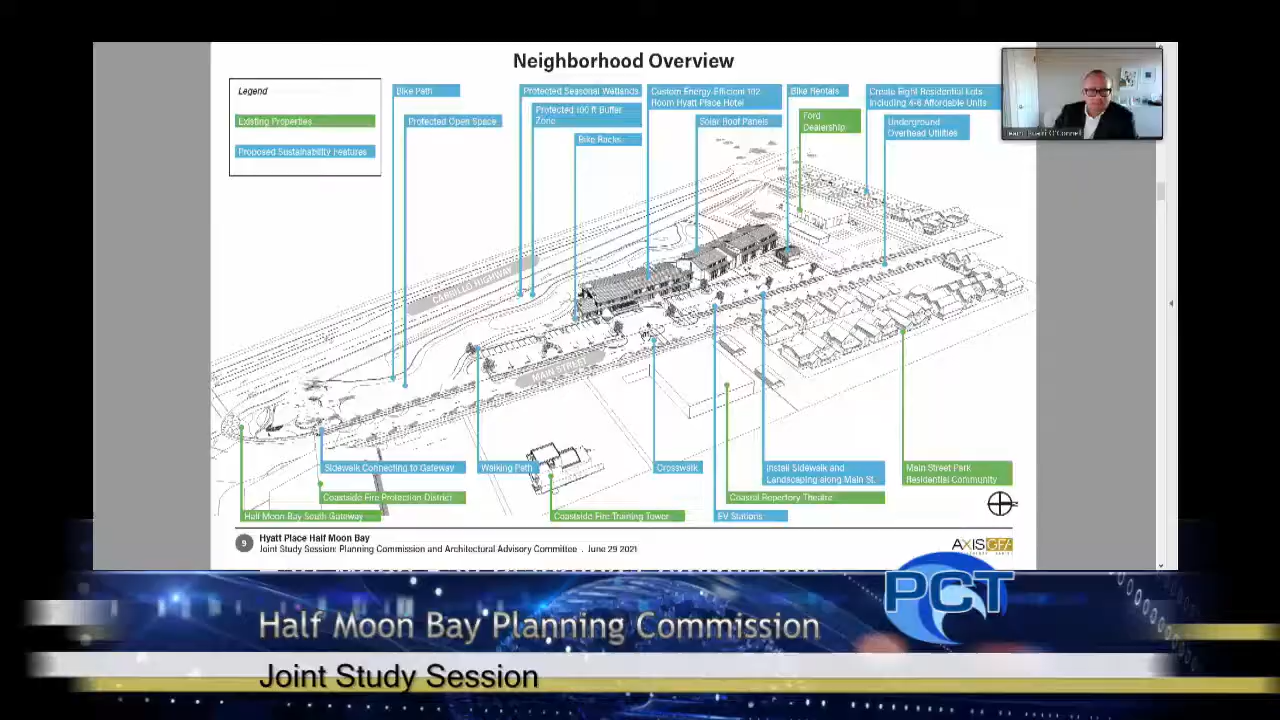 Neighborhood Overview
Legend
Existing Properties
Proposed Sustainability Features
Bike Path
Protected Open Space
Protected Seasonal Wetlands
Protected 100 ft Buffer
Zone
Bike Racks
Custom Energy-Efficient 102
Room Hyatt Place Hotel
Solar Roof Panels
Bike Rentals
Ford
Dealership
Create Eight Residential Lots
Including 4-6 Affordable Units
Underground
Overhead Utilities
CABRILLO HIGHWAY
MAIN STREET
Sidewalk Connecting to Gateway
Coastside Fire Protection District
Half Moon Bay South Gateway
Walking Path
Coastside Fire Training Tower
Crosswalk
EV Stations
Coastal Repertory Theatre
Install Sidewalk and
Landscaping along Main St.
Main Street Park
Residential Community
9
Hyatt Place Half Moon Bay
Joint Study Session: Planning Commission and Architectural Advisory Committee . June 29 2021
AXIS GFA
PCT
Half Moon Bay Planning Commission
Joint Study Session